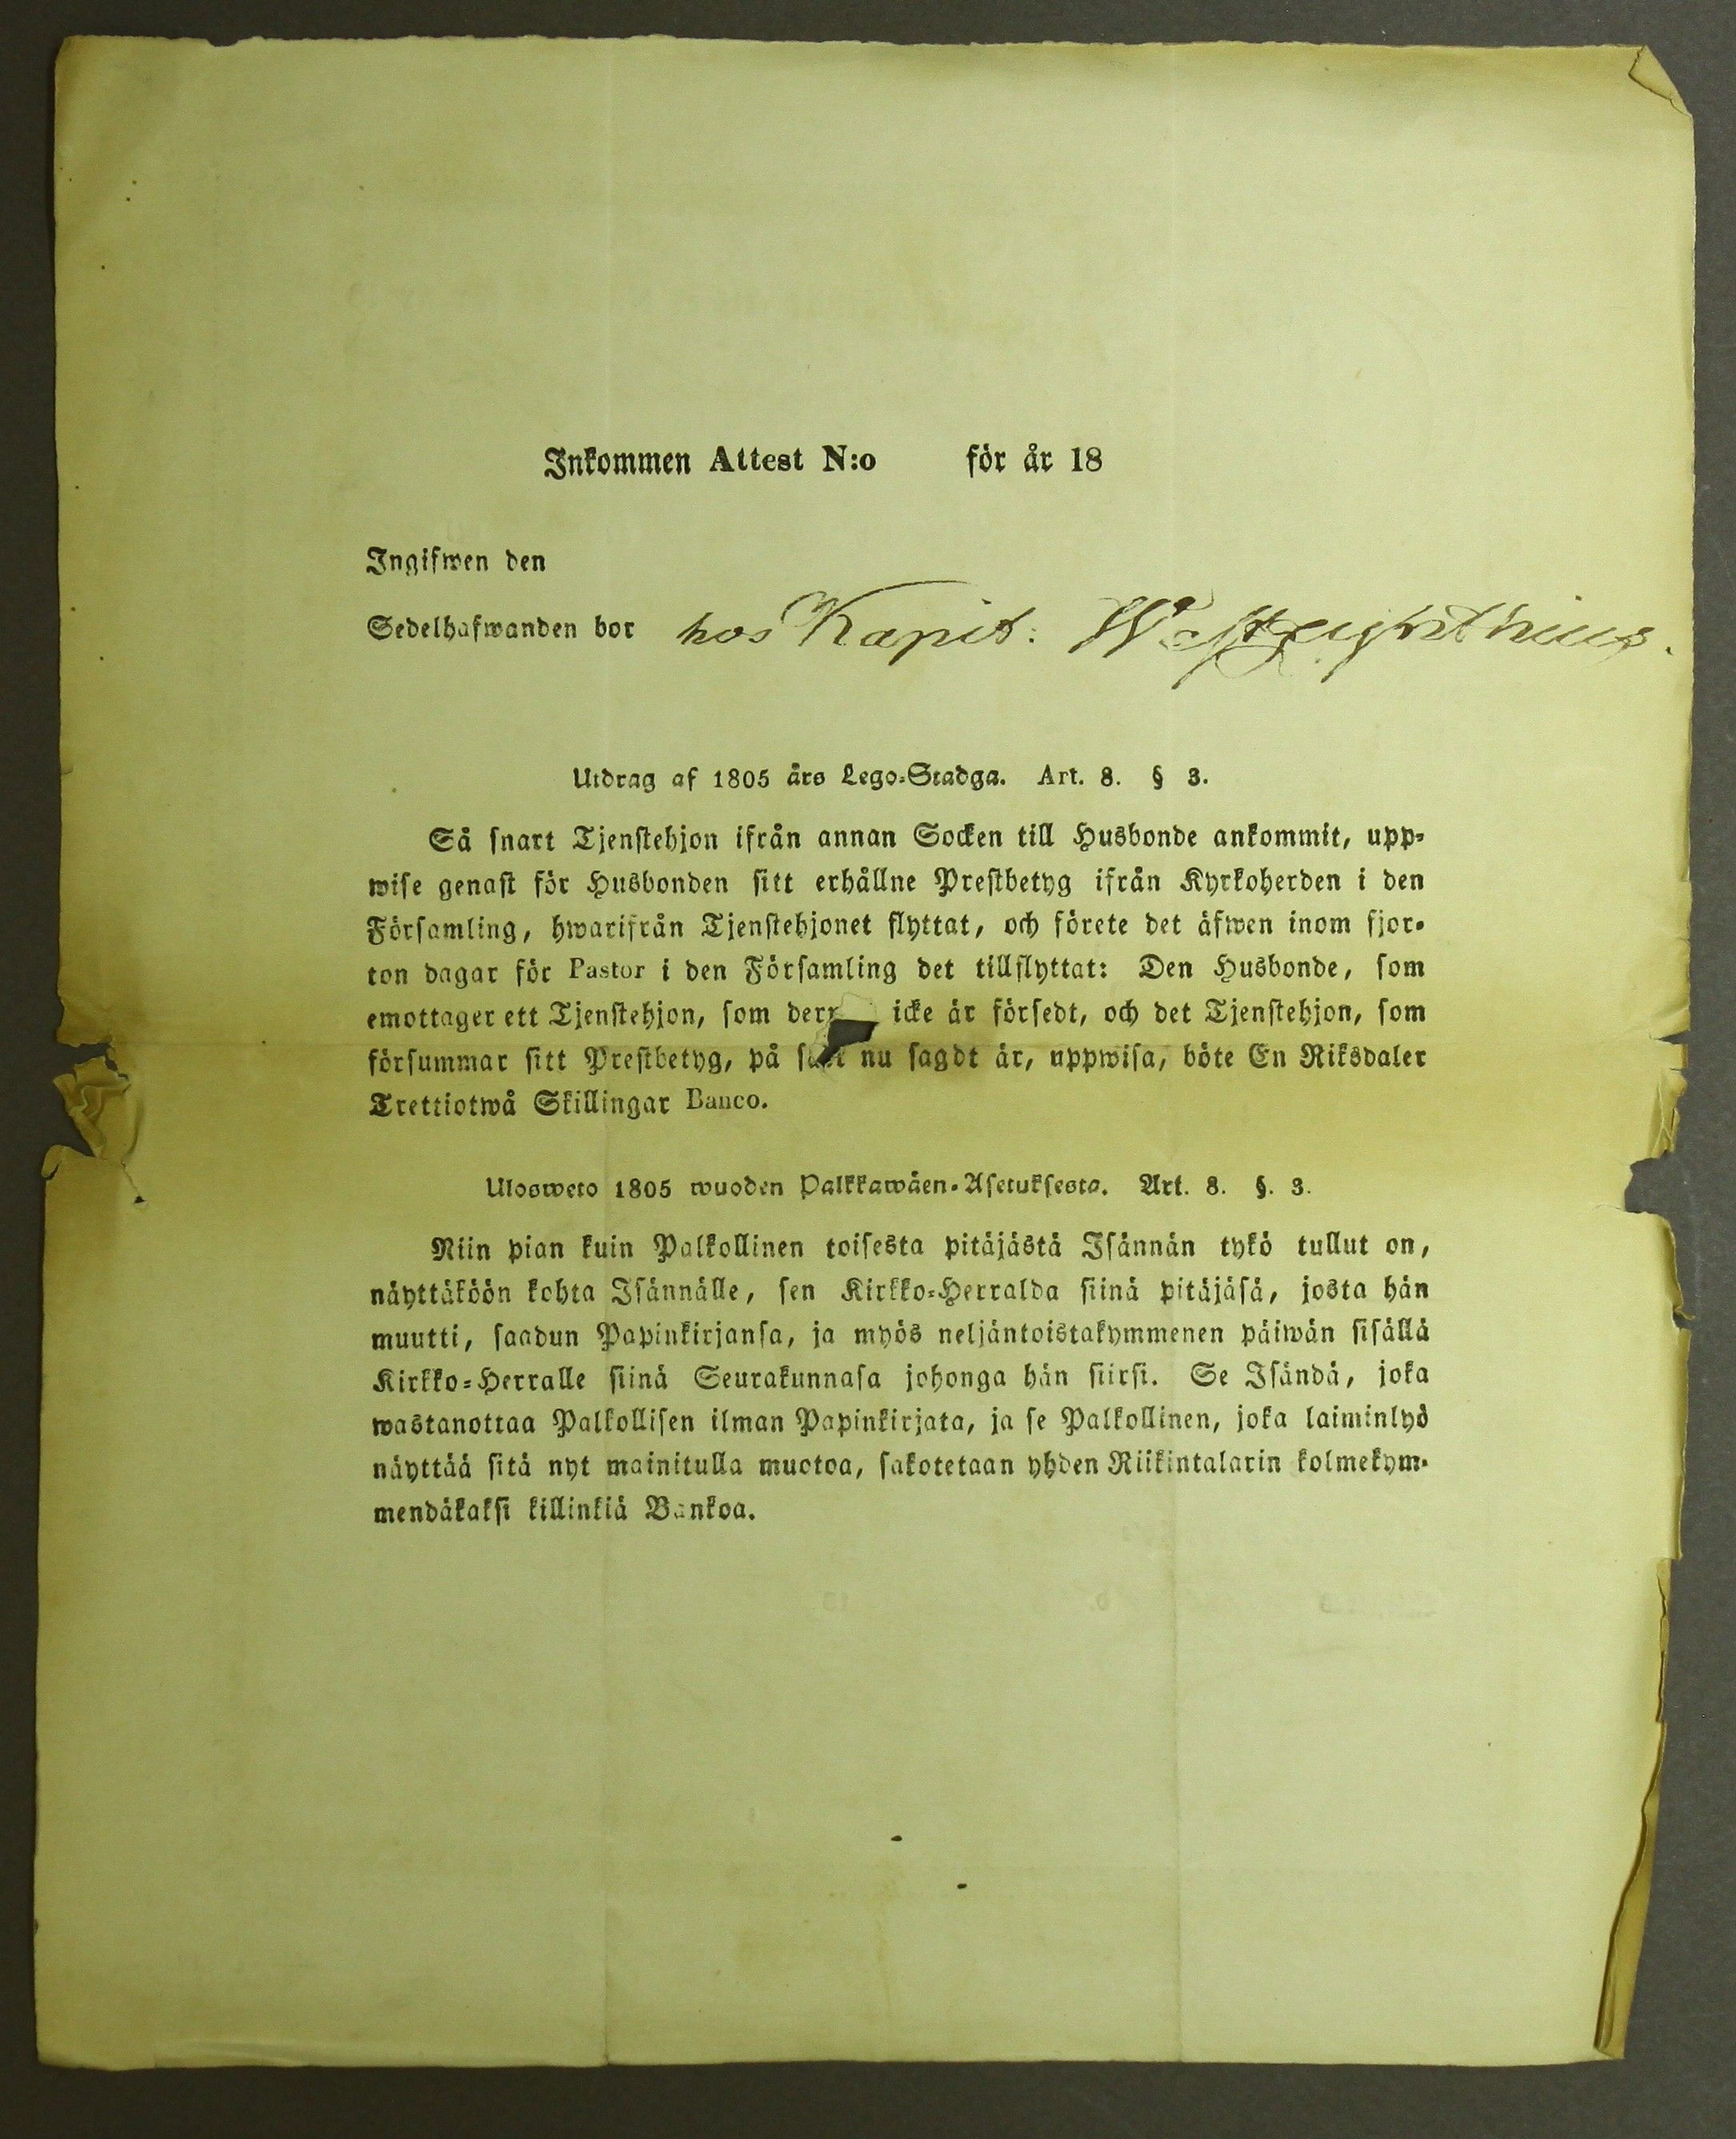 Inkommen Attest N:o för år 18
Ingifwen den
Sedelhafwanden bor hos Kapit:
Utdrag af 1805 års Lego-Stadga. Art. 8. § 3.
Så snart Tjenstehjon ifrån annan Socken till Husbonde ankommit, upp-
wise genast för Husbonden sitt erhållne Prestbetyg ifrån Kyrkoherden i den
Församling, hwarifrån Tjenstehjonet flyttat, och förete det äfwen inom fjor-
ton dagar för Pastor i den Församling det tillflyttat: Den Husbonde, som
emottager ett Tjenstehjon, som icke är försedt, och det Tjenstehjon, som
försummar sitt Prestbetyg, på nu sagdt är, uppwisa, böte En Riksdaler
Trettiotwå Skillingar Banco.
Ulosweto 1805 wuoden Palkkawäen-Asetuksesta. Art. 8. §. 3.
Niin pian kuin Palkollinen toisesta pitäjästä Isännän tykö tullut on,
näyttäköön kohta Isännälle, sen Kirkko-Herralda siinä pitäjäsä, josta hän
muutti, saadun Papinkirjansa, ja myös neljäntoistakymmenen päiwän sisällä
Kirkko-Herralle siinä Seurakunnasa johonga hän siirsi. Se Isändä, joka
wastanottaa Palkollisen ilman Papinkirjata, ja se Palkollinen, joka laiminlyö
näyttää sitä nyt mainitulla muotoa, sakotetaan yhden Riikintalarin kolmekym-
mendäkaksi killinkiä Bankoa.